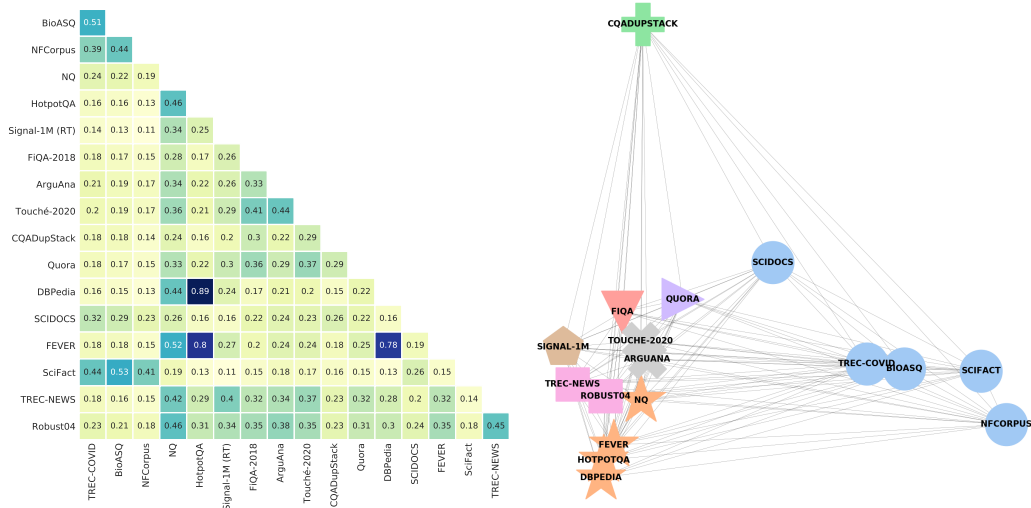 BioASQ 0.51
NFCorpus 0.39 0.44
NQ 0.24 0.22 0.19
HotpotQA 0.16 0.16 0.13 0.46
Signal-1M (RT) 0.14 0.13 0.11 0.34 0.25
FiQA-2018 0.18 0.17 0.15 0.28 0.17 0.26
ArguAna 0.21 0.19 0.17 0.34 0.22 0.26 0.33
Touché-2020 0.2 0.19 0.17 0.36 0.21 0.29 0.41 0.44
CQADupStack 0.18 0.18 0.14 0.24 0.16 0.2 0.3 0.22 0.29
Quora 0.18 0.17 0.15 0.33 0.22 0.3 0.36 0.29 0.37 0.29
DBPedia 0.16 0.15 0.13 0.44 0.89 0.24 0.17 0.21 0.2 0.15 0.22
SCIDOCS 0.32 0.29 0.23 0.26 0.16 0.16 0.22 0.24 0.23 0.26 0.22 0.16
FEVER 0.18 0.18 0.15 0.52 0.8 0.27 0.2 0.24 0.24 0.18 0.25 0.78 0.19
SciFact 0.44 0.53 0.41 0.19 0.13 0.11 0.15 0.18 0.17 0.16 0.15 0.13 0.26 0.15
TREC-NEWS 0.18 0.16 0.15 0.42 0.29 0.4 0.32 0.34 0.37 0.23 0.32 0.28 0.2 0.32 0.14
Robust04 0.23 0.21 0.18 0.46 0.31 0.34 0.35 0.38 0.35 0.23 0.31 0.3 0.24 0.35 0.18 0.45
TREC-COVID
BioASQ
NFCorpus
NQ
HotpotQA
Signal-1M (RT)
FiQA-2018
ArguAna
Touché-2020
CQADupStack
Quora
DBPedia
SCIDOCS
FEVER
SciFact
TREC-NEWS
CQADUPSTACK
SCIDOCS
QUORA
FIQA
TOUCHE-2020
SIGNAL-1M
ARGUANA
TREC-COVID
BIOASQ
SCIFACT
TREC-NEWS
ROBUST04
NQ
NFCORPUS
FEVER
HOTPOTQA
DBPEDIA